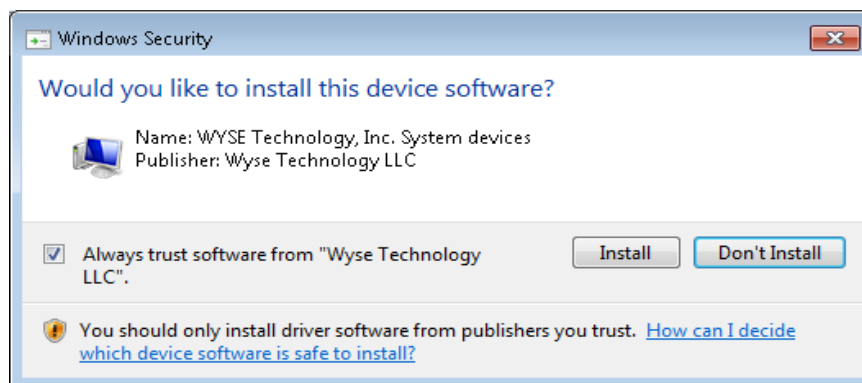 Windows Security
Would you like to install this device software?
Name: WYSE Technology, Inc. System devices
Publisher: Wyse Technology LLC
Always trust software from "Wyse Technology
LLC".
Install
Don't Install
You should only install driver software from publishers you trust. How can I decide
which device software is safe to install?